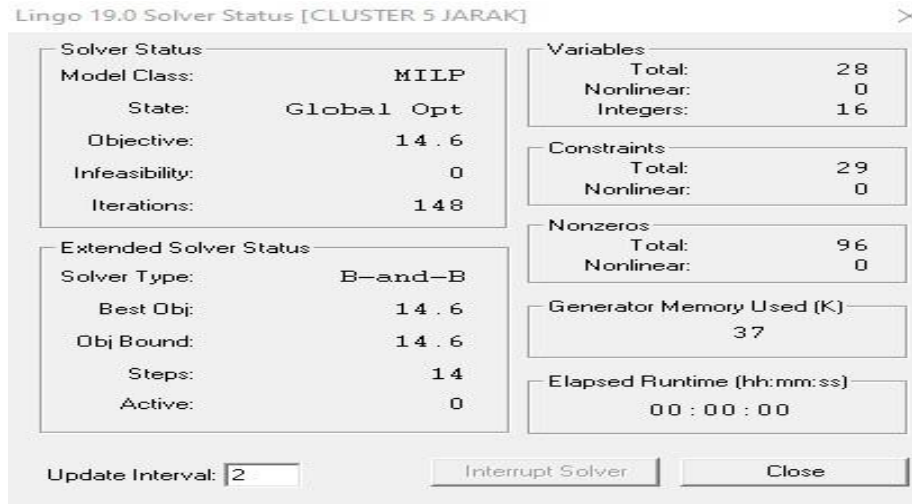 Lingo 19.0 Solver Status [CLUSTER 5 JARAK]
Solver Status
Model Class: MILP
State: Global Opt
Objective: 14.6
Infeasibility: 0
Iterations: 148
Extended Solver Status
Solver Type: B-and-B
Best Obj: 14.6
Obj Bound: 14.6
Steps: 14
Active: 0
Update Interval: 2
Variables
Total: 28
Nonlinear: 0
Integers: 16
Constraints
Total: 29
Nonlinear: 0
Nonzeros
Total: 96
Nonlinear: 0
Generator Memory Used (K)
37
Elapsed Runtime (hh:mm:ss)
00:00:00
Interrupt Solver
Close